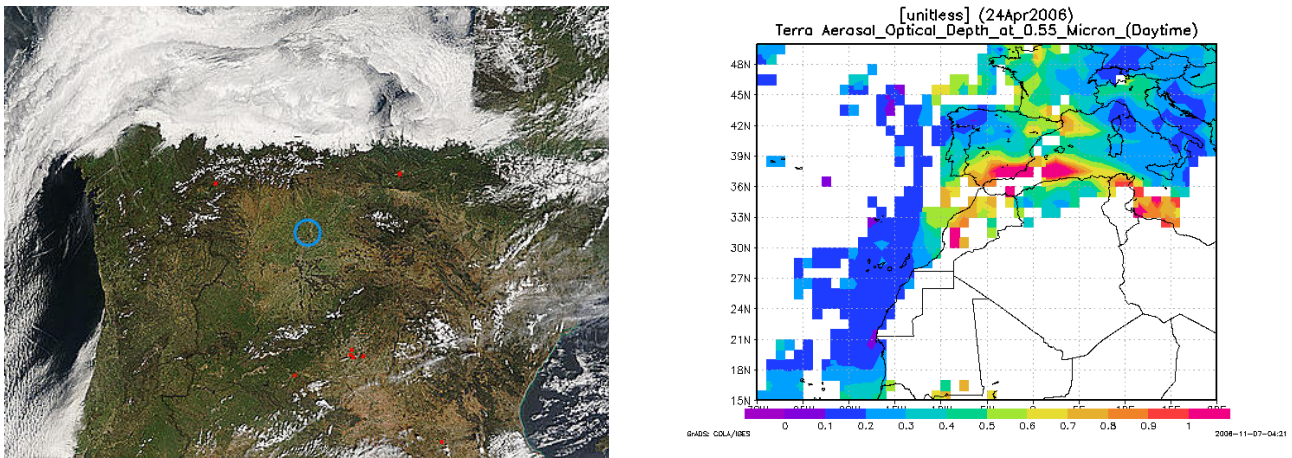 [unitless] (24Apr2006)
Terra Aerosol_Optical_Depth_at_0.55_Micron_(Daytime)
48N
45N
42N
39N
36N
33N
30N
27N
24N
21N
18N
15N
0 0.1 0.2 0.3 0.4 0.5 0.6 0.7 0.8 0.9 1
GrADS: COLA/IGES 2008-11-07-04:21